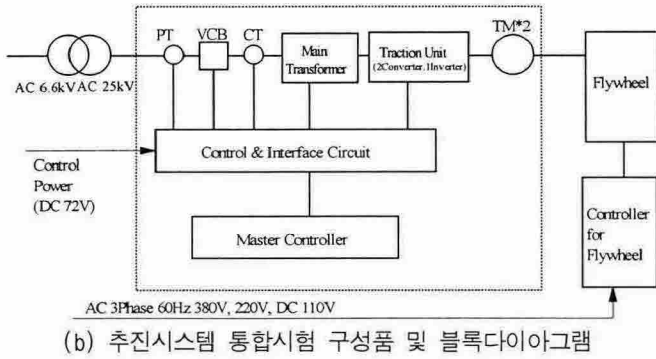 PT
VCB
CT
TM*2
Main
Transformer
Traction Unit
(2Converter, 1Inverter)
AC 6.6kV AC 25kV
Flywheel
Control
Power
(DC 72V)
Control & Interface Circuit
Master Controller
Controller
for
Flywheel
AC 3Phase 60Hz 380V, 220V, DC 110V
(b) 추진시스템 통합시험 구성품 및 블록다이아그램